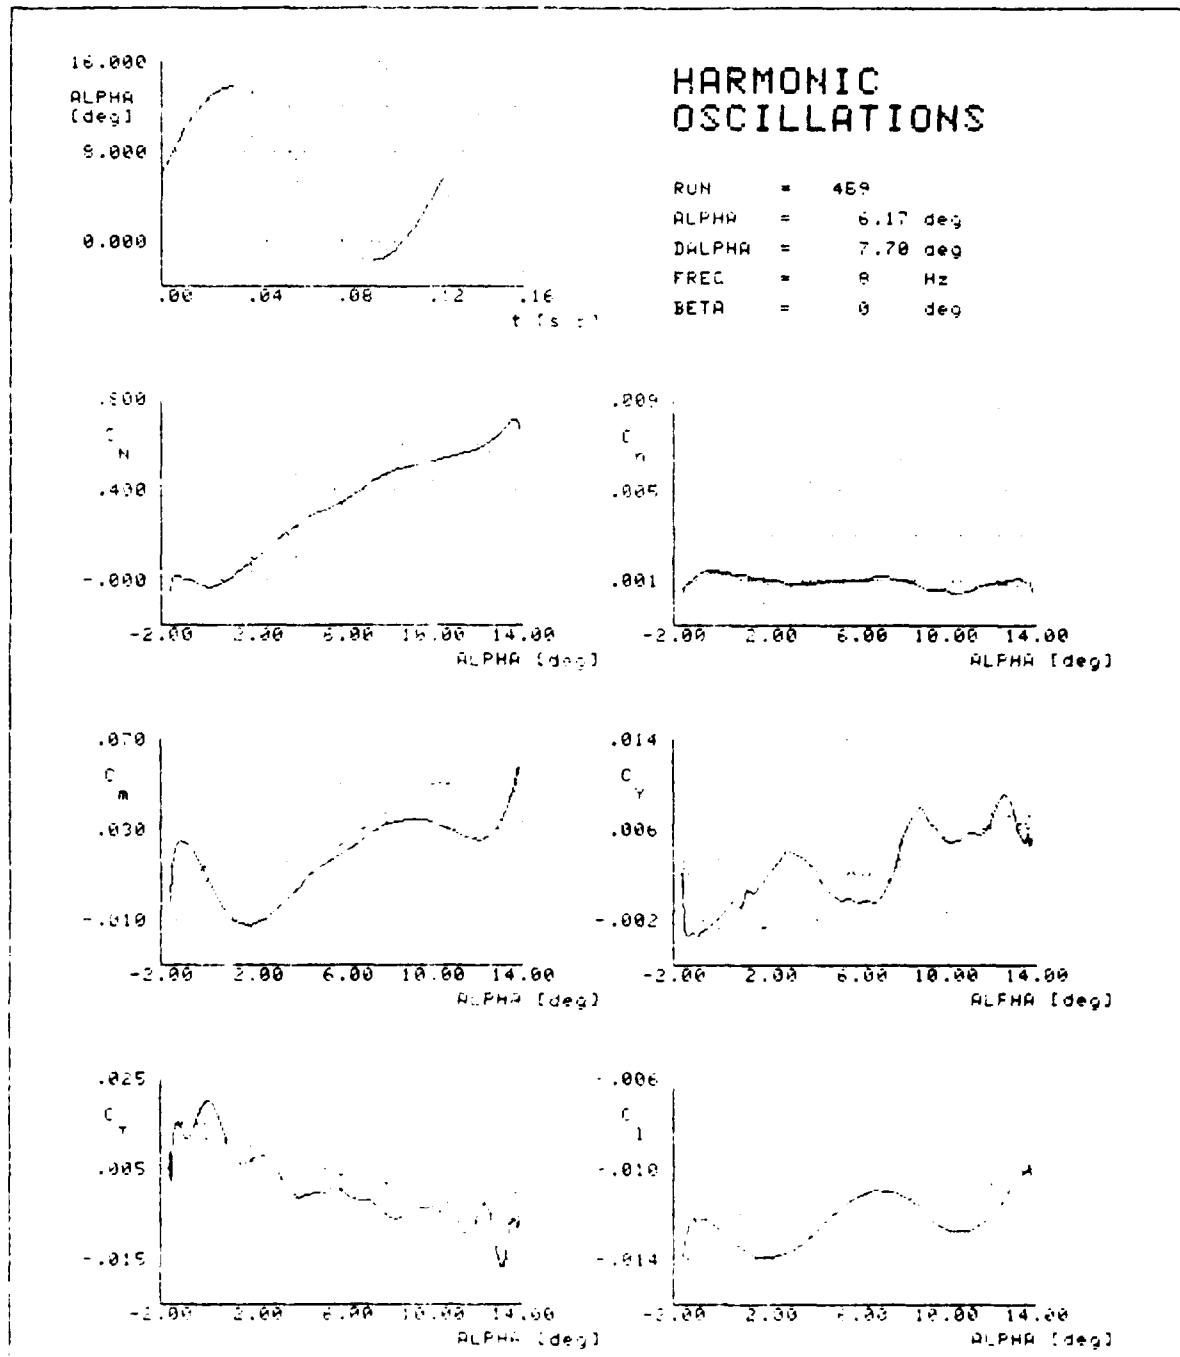 HARMONIC
OSCILLATIONS
RUN = 469
ALPHA = 6.17 deg
DALPHA = 7.70 deg
FREQ = 8 Hz
BETA = 0 deg
16.000
ALPHA
[deg]
8.000
0.000
.00 .04 .08 .12 .16
.800
C N
.400
-.000
-2.00 2.00 6.00 10.00 14.00
ALPHA [deg]
.009
C n
.005
.001
-2.00 2.00 6.00 10.00 14.00
ALPHA [deg]
.070
C m
.030
-.010
-2.00 2.00 6.00 10.00 14.00
ALPHA [deg]
.014
C Y
.006
-.002
-2.00 2.00 6.00 10.00 14.00
ALPHA [deg]
.025
C T
.005
-.015
-2.00 2.00 6.00 10.00 14.00
ALPHA [deg]
-.006
C l
-.010
-.014
-2.00 2.00 6.00 10.00 14.00
ALPHA [deg]